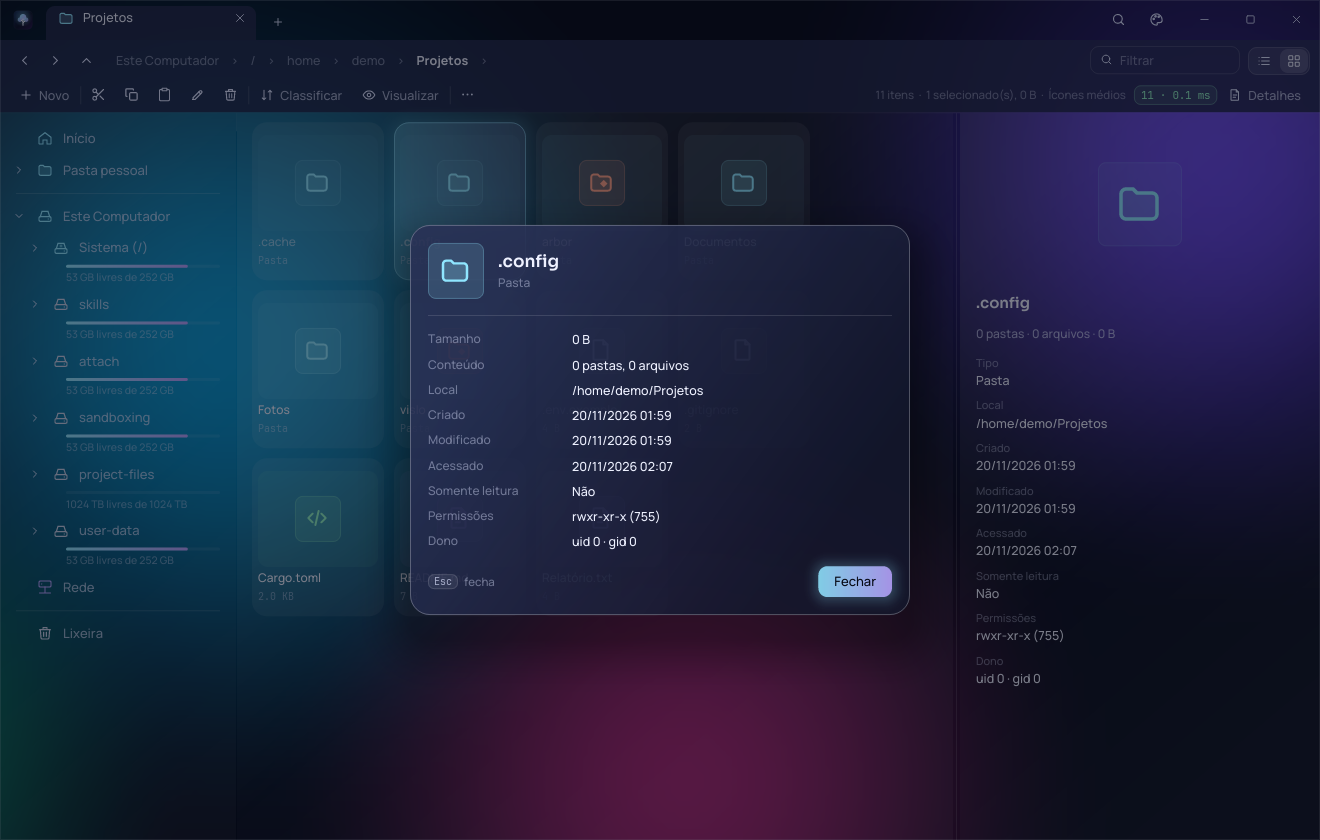 Projetos
Este Computador › / › home › demo › Projetos ›
Filtrar
Novo
Classificar
Visualizar
11 itens · 1 selecionado(s), 0 B · Ícones médios
11 · 0.1 ms
Detalhes
Início
Pasta pessoal
Este Computador
Sistema (/)
53 GB livres de 252 GB
skills
53 GB livres de 252 GB
attach
53 GB livres de 252 GB
sandboxing
53 GB livres de 252 GB
project-files
1024 TB livres de 1024 TB
user-data
53 GB livres de 252 GB
Rede
Lixeira
.cache
Pasta
arbor
Documentos
Fotos
Pasta
Cargo.toml
2.0 KB
Relatório.txt
.config
Pasta
Tamanho 0 B
Conteúdo 0 pastas, 0 arquivos
Local /home/demo/Projetos
Criado 20/11/2026 01:59
Modificado 20/11/2026 01:59
Acessado 20/11/2026 02:07
Somente leitura Não
Permissões rwxr-xr-x (755)
Dono uid 0 · gid 0
Esc fecha
Fechar
.config
0 pastas · 0 arquivos · 0 B
Tipo
Pasta
Local
/home/demo/Projetos
Criado
20/11/2026 01:59
Modificado
20/11/2026 01:59
Acessado
20/11/2026 02:07
Somente leitura
Não
Permissões
rwxr-xr-x (755)
Dono
uid 0 · gid 0